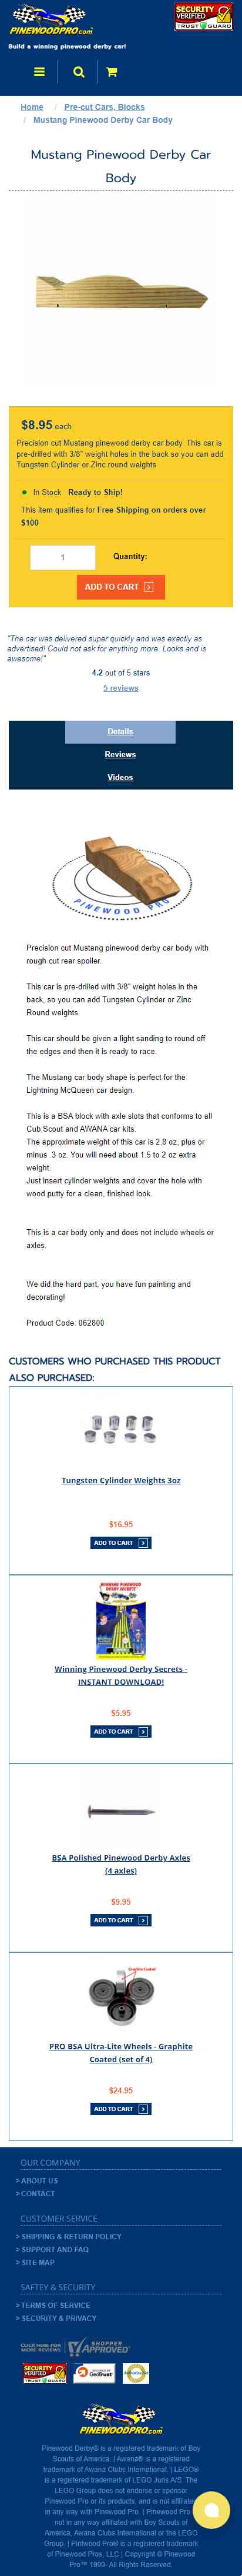 PINEWOODPRO.com
SECURITY VERIFIED
TRUST GUARD
Build a winning pinewood derby car!
Home / Pre-cut Cars, Blocks
/ Mustang Pinewood Derby Car Body
Mustang Pinewood Derby Car
Body
$8.95 each
Precision cut Mustang pinewood derby car body. This car is
pre-drilled with 3/8" weight holes in the back so you can add
Tungsten Cylinder or Zinc round weights
In Stock Ready to Ship!
This item qualifies for Free Shipping on orders over
$100
1 Quantity:
ADD TO CART
"The car was delivered super quickly and was exactly as
advertised! Could not ask for anything more. Looks and is
awesome!"
4.2 out of 5 stars
5 reviews
Details
Reviews
Videos
PINEWOOD PRO
Precision cut Mustang pinewood derby car body with
rough cut rear spoiler.
This car is pre-drilled with 3/8" weight holes in the
back, so you can add Tungsten Cylinder or Zinc
Round weights.
This car should be given a light sanding to round off
the edges and then it is ready to race.
The Mustang car body shape is perfect for the
Lightning McQueen car design.
This is a BSA block with axle slots that conforms to all
Cub Scout and AWANA car kits.
The approximate weight of this car is 2.8 oz, plus or
minus .3 oz. You will need about 1.5 to 2 oz extra
weight.
Just insert cylinder weights and cover the hole with
wood putty for a clean, finished look.
This is a car body only and does not include wheels or
axles.
We did the hard part, you have fun painting and
decorating!
Product Code: 062800
CUSTOMERS WHO PURCHASED THIS PRODUCT
ALSO PURCHASED:
Tungsten Cylinder Weights 3oz
$16.95
ADD TO CART
WINNING PINEWOOD DERBY SECRETS
Winning Pinewood Derby Secrets -
INSTANT DOWNLOAD!
$5.95
ADD TO CART
BSA Polished Pinewood Derby Axles
(4 axles)
$9.95
ADD TO CART
Graphite Coated
PRO BSA Ultra-Lite Wheels - Graphite
Coated (set of 4)
$24.95
ADD TO CART
OUR COMPANY
> ABOUT US
> CONTACT
CUSTOMER SERVICE
> SHIPPING & RETURN POLICY
> SUPPORT AND FAQ
> SITE MAP
SAFTEY & SECURITY
> TERMS OF SERVICE
> SECURITY & PRIVACY
CLICK HERE FOR
MORE REVIEWS
SHOPPER
APPROVED
SECURITY VERIFIED
TRUST GUARD
GeoTrust
PINEWOODPRO.com
Pinewood Derby® is a registered trademark of Boy
Scouts of America. | Awana® is a registered
trademark of Awana Clubs International. | LEGO®
is a registered trademark of LEGO Juris A/S. The
LEGO Group does not endorse or sponsor
Pinewood Pro or its products, and is not affiliated
in any way with Pinewood Pro. | Pinewood Pro is
not in any way affiliated with Boy Scouts of
America, Awana Clubs International or the LEGO
Group. | Pinewood Pro® is a registered trademark
of Pinewood Pros, LLC | Copyright © Pinewood
Pro™ 1999- All Rights Reserved.